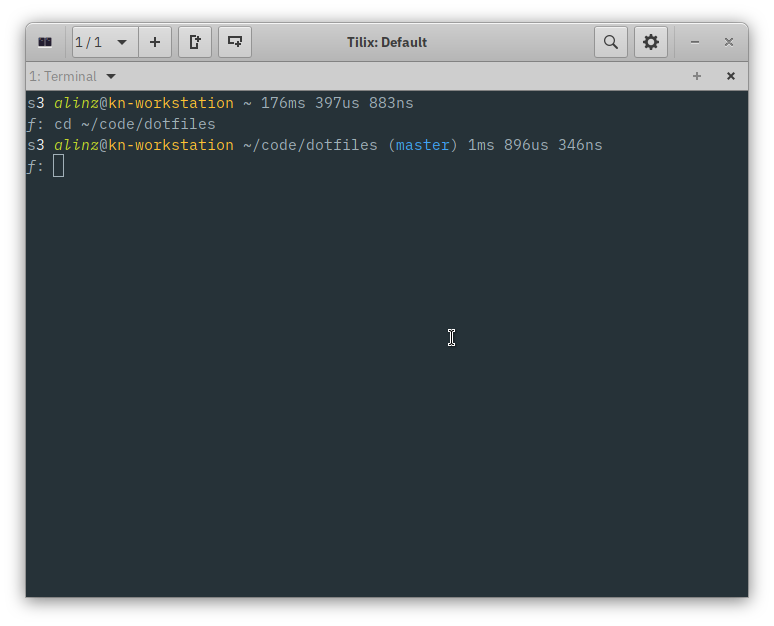 1 / 1
Tilix: Default
1: Terminal
s3 alinz@kn-workstation ~ 176ms 397us 883ns
f: cd ~/code/dotfiles
s3 alinz@kn-workstation ~/code/dotfiles (master) 1ms 896us 346ns
f: